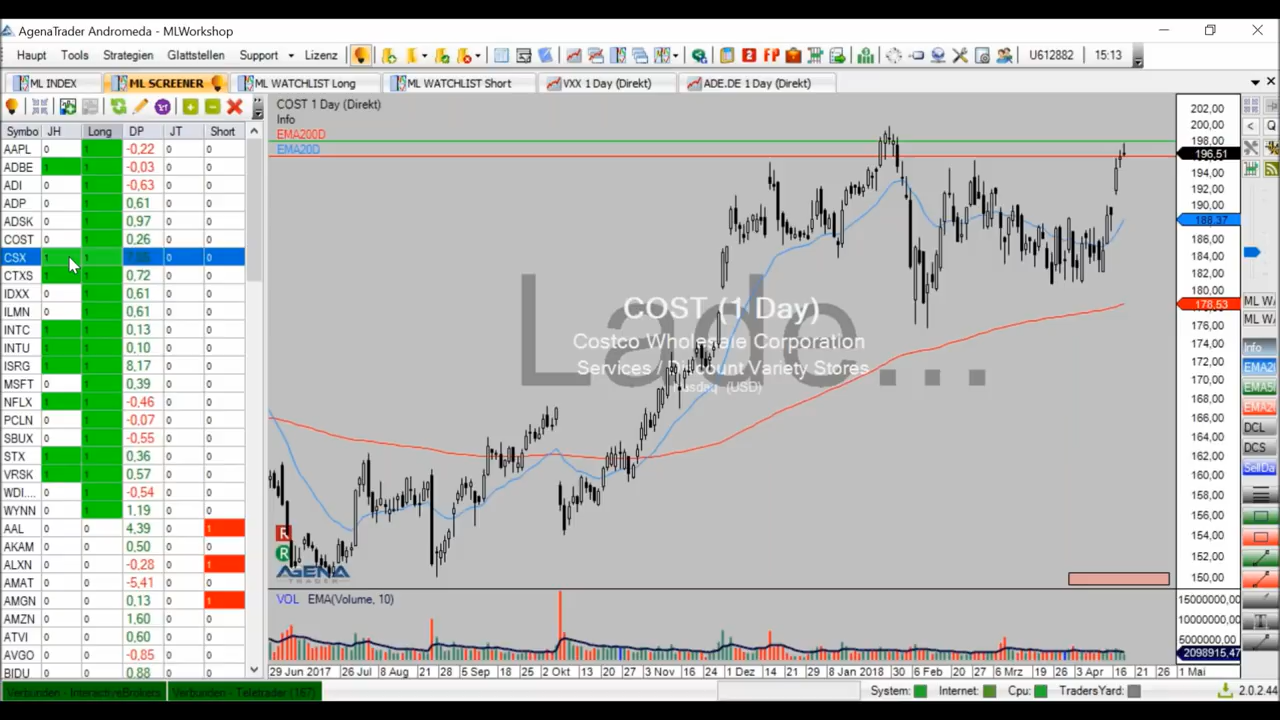 AgenaTrader Andromeda - MLWorkshop
Haupt Tools Strategien Glattstellen Support Lizenz U612882 15:13
ML INDEX ML SCREENER ML WATCHLIST Long ML WATCHLIST Short VXX 1 Day (Direkt) ADE.DE 1 Day (Direkt)
Symbo JH Long DP JT Short
AAPL 0 1 -0,22 0 0
ADBE 1 1 -0,03 0 0
ADI 0 1 -0,63 0 0
ADP 0 1 0,61 0 0
ADSK 0 1 0,97 0 0
COST 0 1 0,26 0 0
CSX 1 1 0 0
CTXS 1 1 0,72 0 0
IDXX 0 1 0,61 0 0
ILMN 0 1 0,61 0 0
INTC 1 1 0,13 0 0
INTU 1 1 0,10 0 0
ISRG 1 1 8,17 0 0
MSFT 0 1 0,39 0 0
NFLX 1 1 -0,46 0 0
PCLN 0 1 -0,07 0 0
SBUX 0 1 -0,55 0 0
STX 1 1 0,36 0 0
VRSK 1 1 0,57 0 0
WDI.... 0 1 -0,54 0 0
WYNN 0 1 1,19 0 0
AAL 0 0 4,39 0 1
AKAM 0 0 0,50 0 0
ALXN 0 0 -0,28 0 1
AMAT 0 0 -5,41 0 0
AMGN 0 0 0,13 0 1
AMZN 0 0 1,60 0 0
ATVI 0 0 0,60 0 0
AVGO 0 0 -0,85 0 0
BIDU 0 0 0,88 0 0
COST 1 Day (Direkt)
Info
EMA200D
EMA20D
Lade...
COST (1 Day)
Costco Wholesale Corporation
Services / Discount Variety Stores
Nasdaq (USD)
R
R
AGENA
TRADER
202,00
200,00
198,00
196,51
194,00
192,00
190,00
188,37
186,00
184,00
182,00
180,00
178,53
176,00
174,00
172,00
170,00
168,00
166,00
164,00
162,00
160,00
158,00
156,00
154,00
152,00
150,00
VOL EMA(Volume, 10)
15000000,00
10000000,00
5000000,00
2098915,47
29 Jun 2017 26 Jul 8 Aug 21 28 5 Sep 18 2 Okt 13 20 27 3 Nov 16 24 1 Dez 14 21 29 8 Jan 2018 30 6 Feb 20 27 6 Mrz 19 26 3 Apr 16 21 26 1 Mai
ML W
ML W
Info
DCL
DCS
Verbunden - InteractiveBrokers Verbunden - Teletrader (167) System: Internet: Cpu: TradersYard: 2.0.2.44